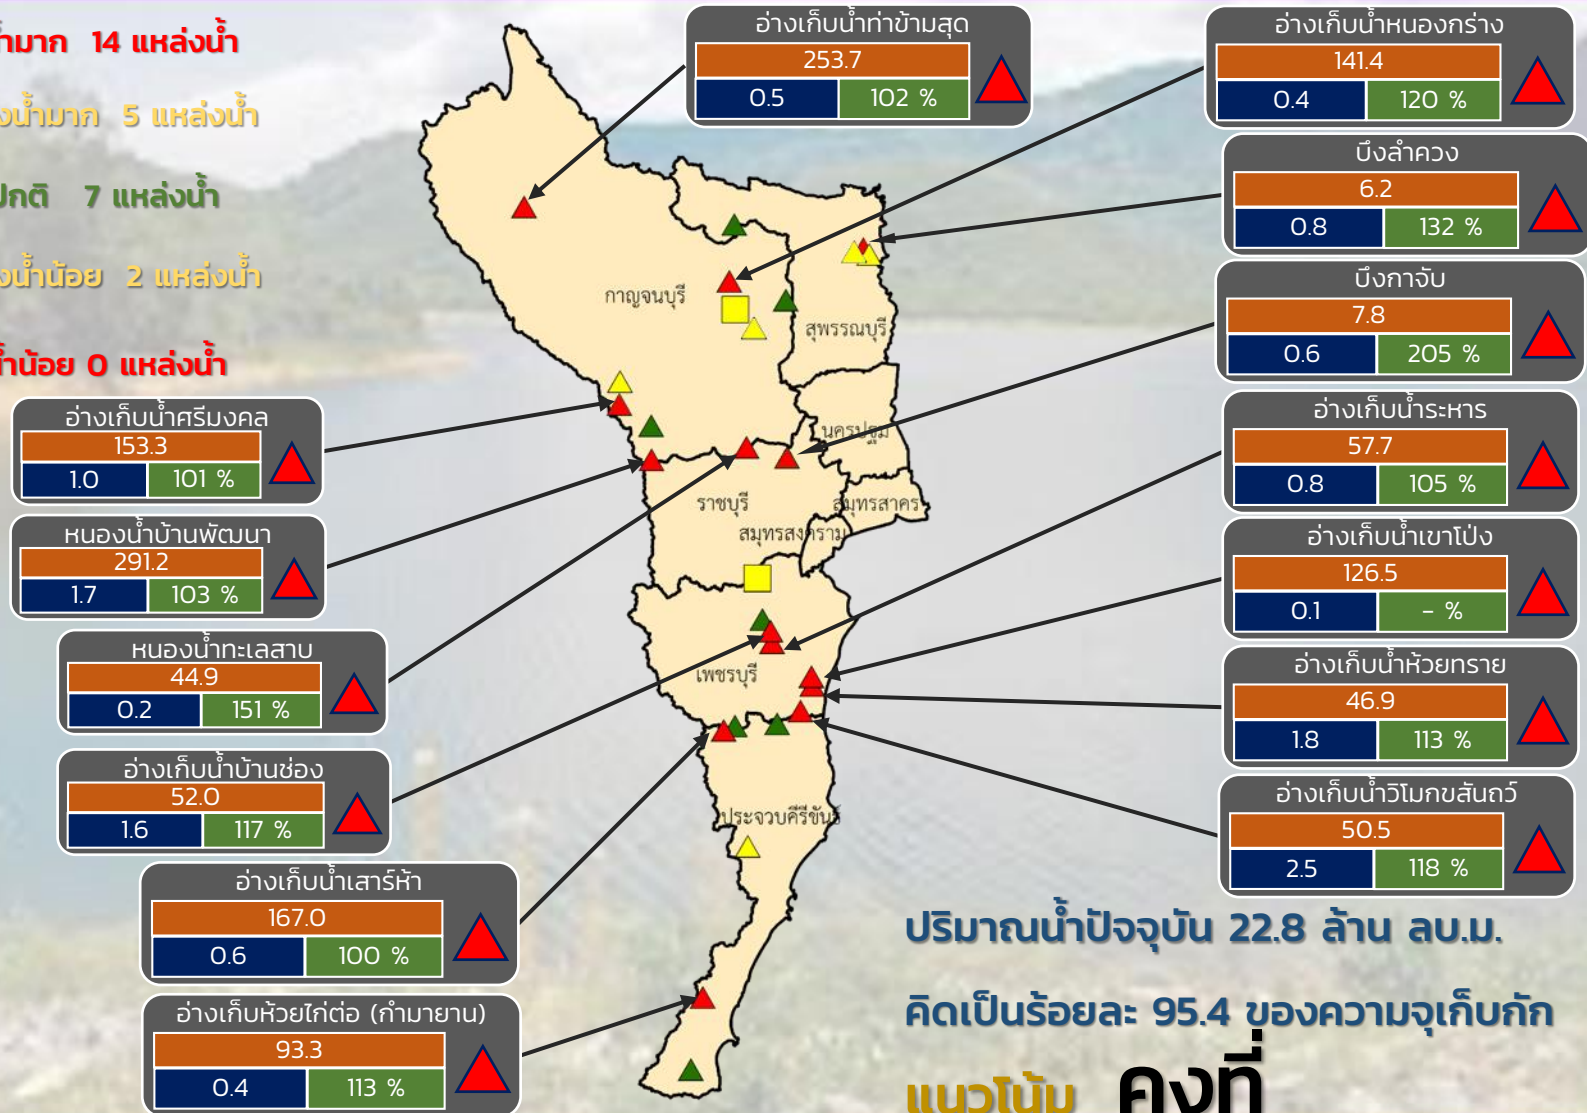 น้ำมาก 14 แหล่งน้ำ
น้ำมาก 5 แหล่งน้ำ
ปกติ 7 แหล่งน้ำ
น้ำน้อย 2 แหล่งน้ำ
น้ำน้อย 0 แหล่งน้ำ
อ่างเก็บน้ำท่าข้ามสุด
253.7
0.5 102 %
อ่างเก็บน้ำหนองกร่าง
141.4
0.4 120 %
บึงลำควง
6.2
0.8 132 %
บึงกาจับ
7.8
0.6 205 %
อ่างเก็บน้ำระหาร
57.7
0.8 105 %
อ่างเก็บน้ำเขาโป่ง
126.5
0.1 - %
อ่างเก็บน้ำห้วยทราย
46.9
1.8 113 %
อ่างเก็บน้ำวิโมกขสันถว์
50.5
2.5 118 %
อ่างเก็บน้ำศรีมงคล
153.3
1.0 101 %
หนองน้ำบ้านพัฒนา
291.2
1.7 103 %
หนองน้ำทะเลสาบ
44.9
0.2 151 %
อ่างเก็บน้ำบ้านช่อง
52.0
1.6 117 %
อ่างเก็บน้ำเสาร์ห้า
167.0
0.6 100 %
อ่างเก็บห้วยไก่ต่อ (กำมายาน)
93.3
0.4 113 %
กาญจนบุรี
สุพรรณบุรี
นครปฐม
ราชบุรี
สมุทรสาคร
สมุทรสงคราม
เพชรบุรี
ประจวบคีรีขันธ์
ปริมาณน้ำปัจจุบัน 22.8 ล้าน ลบ.ม.
คิดเป็นร้อยละ 95.4 ของความจุเก็บกัก
แนวโน้ม คงที่